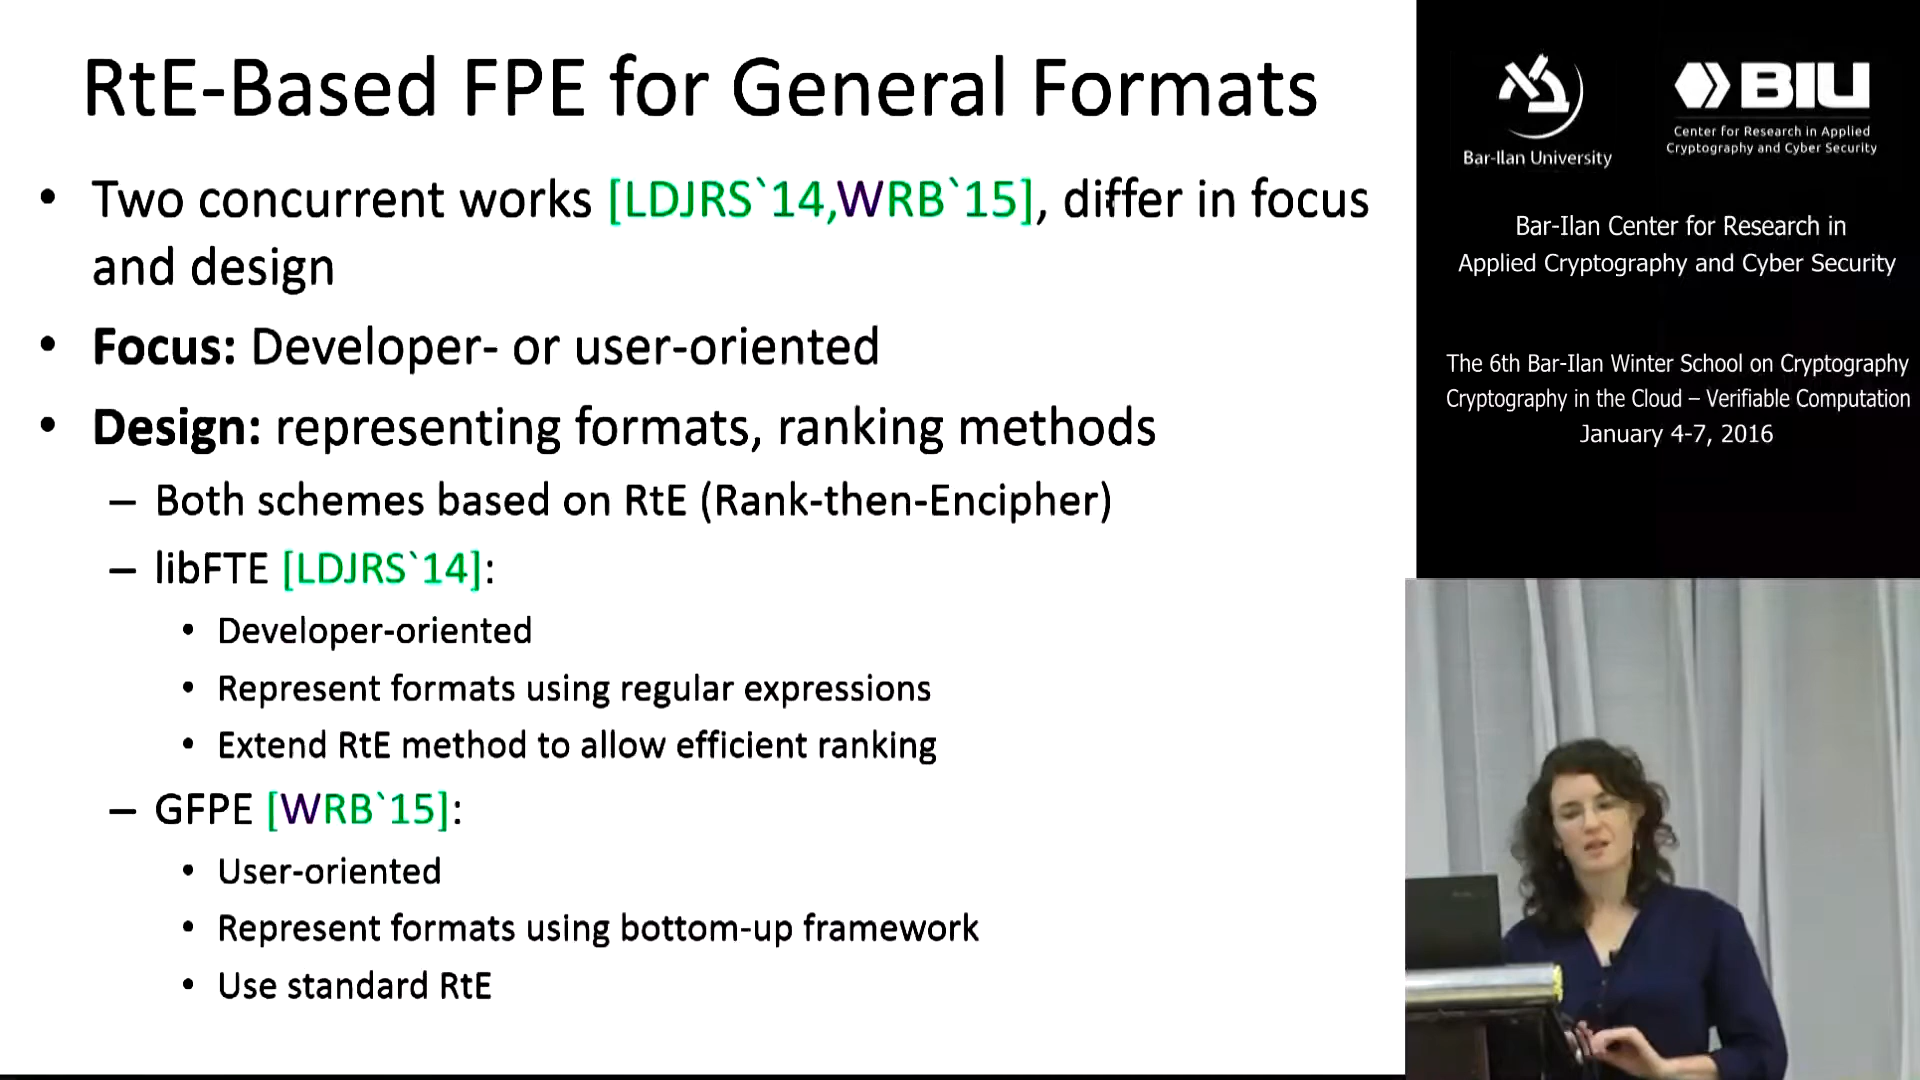 RtE-Based FPE for General Formats
• Two concurrent works [LDJRS`14,WRB`15], differ in focus
and design
• Focus: Developer- or user-oriented
• Design: representing formats, ranking methods
– Both schemes based on RtE (Rank-then-Encipher)
– libFTE [LDJRS`14]:
• Developer-oriented
• Represent formats using regular expressions
• Extend RtE method to allow efficient ranking
– GFPE [WRB`15]:
• User-oriented
• Represent formats using bottom-up framework
• Use standard RtE
Bar-Ilan University
BIU
Center for Research in Applied
Cryptography and Cyber Security
Bar-Ilan Center for Research in
Applied Cryptography and Cyber Security
The 6th Bar-Ilan Winter School on Cryptography
Cryptography in the Cloud – Verifiable Computation
January 4-7, 2016